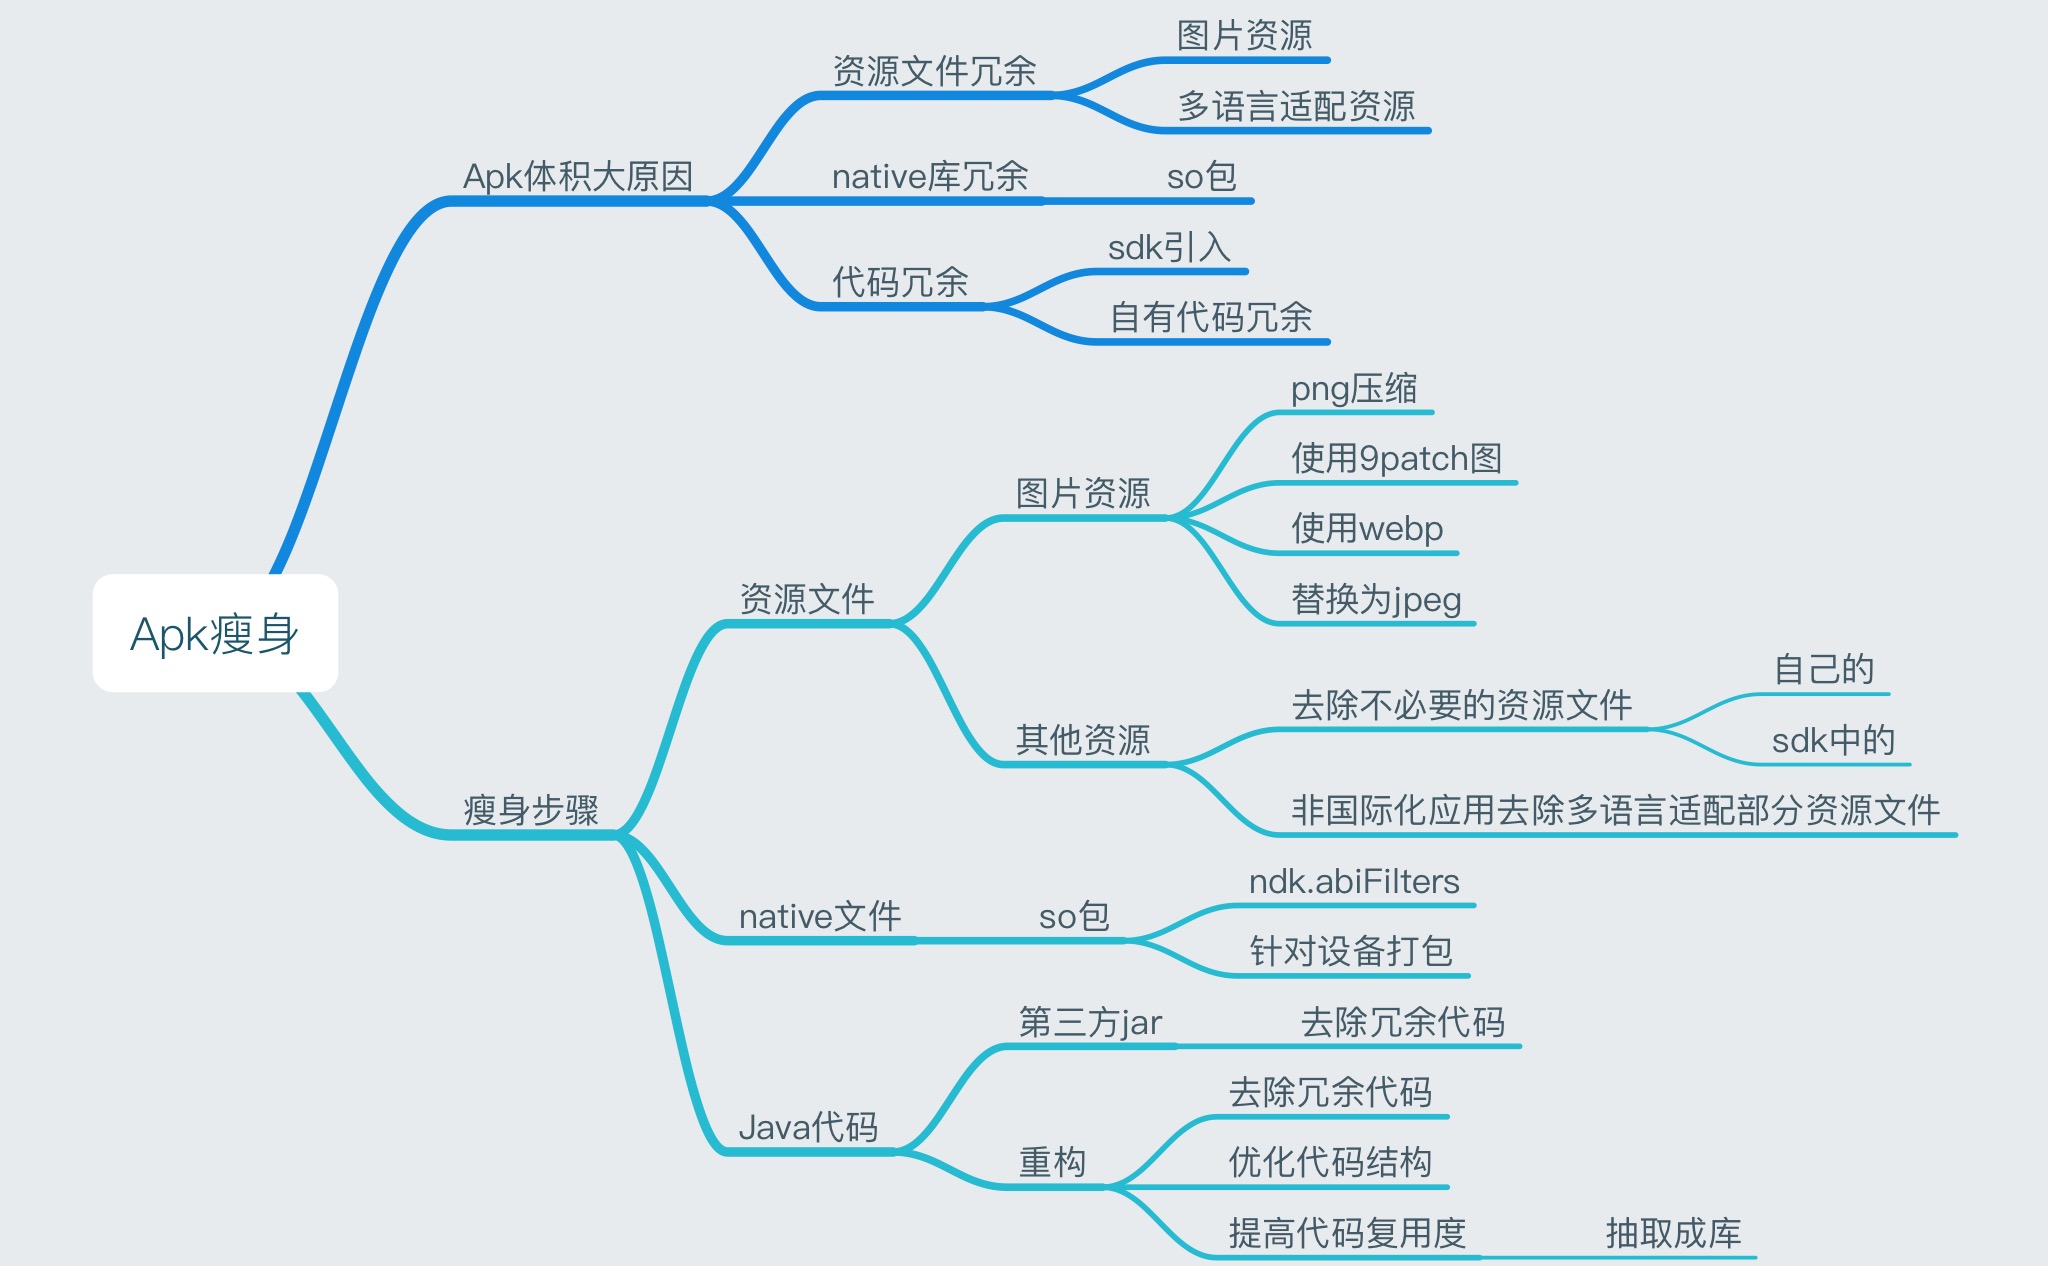 图片资源
资源文件冗余
多语言适配资源
Apk体积大原因
native库冗余
so包
sdk引入
代码冗余
自有代码冗余
png压缩
使用9patch图
图片资源
使用webp
资源文件
替换为jpeg
Apk瘦身
自己的
去除不必要的资源文件
sdk中的
其他资源
非国际化应用去除多语言适配部分资源文件
瘦身步骤
ndk.abiFilters
native文件
so包
针对设备打包
第三方jar
去除冗余代码
Java代码
去除冗余代码
重构
优化代码结构
提高代码复用度
抽取成库